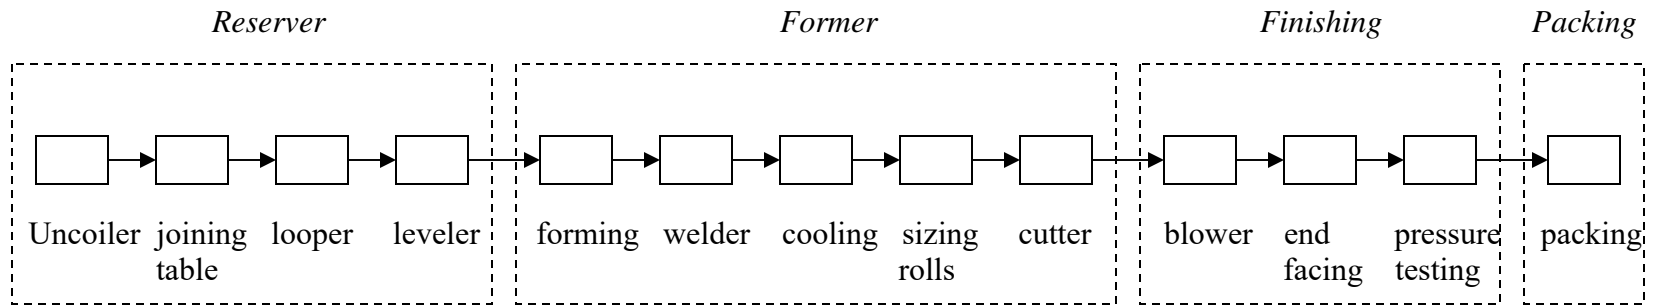 Reserver Former Finishing Packing
Uncoiler joining looper leveler forming welder cooling sizing cutter blower end pressure packing
table rolls facing testing